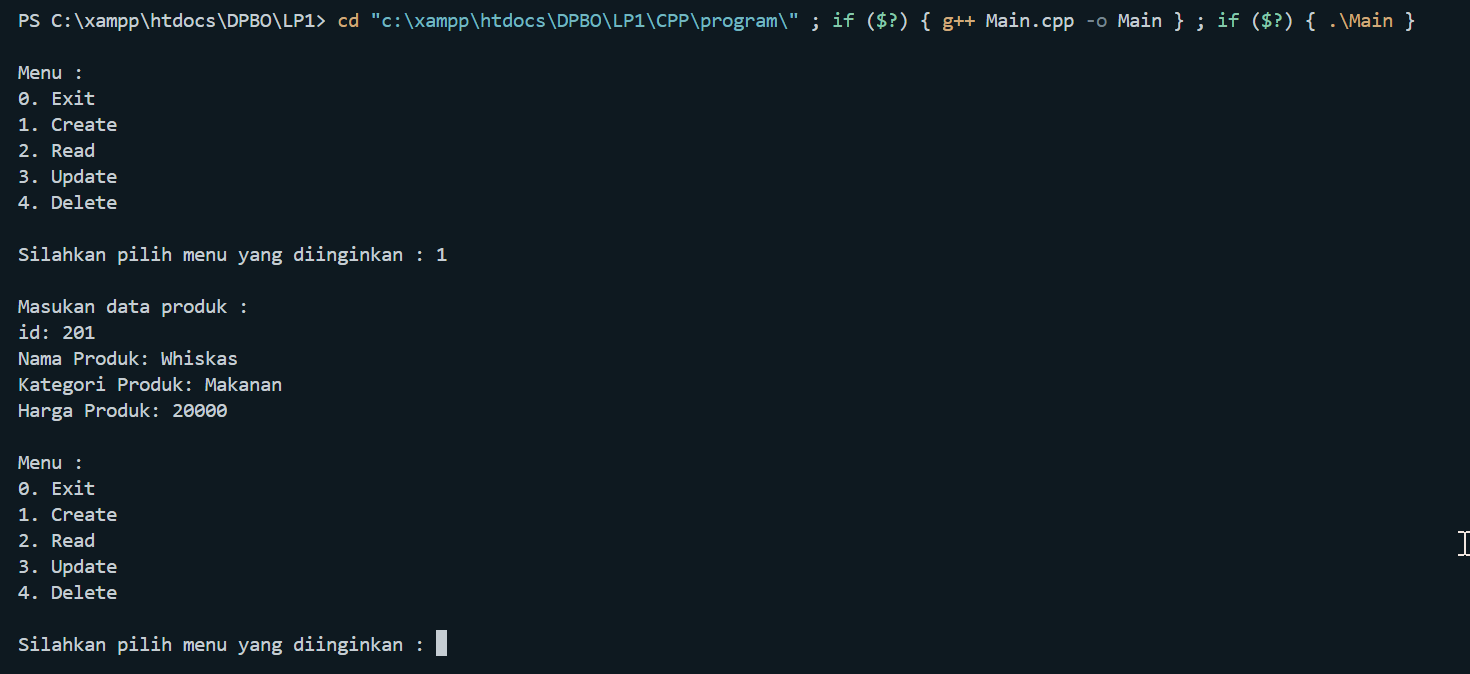 PS C:\xampp\htdocs\DPBO\LP1> cd "c:\xampp\htdocs\DPBO\LP1\CPP\program\" ; if ($?) { g++ Main.cpp -o Main } ; if ($?) { .\Main }
Menu :
0. Exit
1. Create
2. Read
3. Update
4. Delete
Silahkan pilih menu yang diinginkan : 1
Masukan data produk :
id: 201
Nama Produk: Whiskas
Kategori Produk: Makanan
Harga Produk: 20000
Menu :
0. Exit
1. Create
2. Read
3. Update
4. Delete
Silahkan pilih menu yang diinginkan :